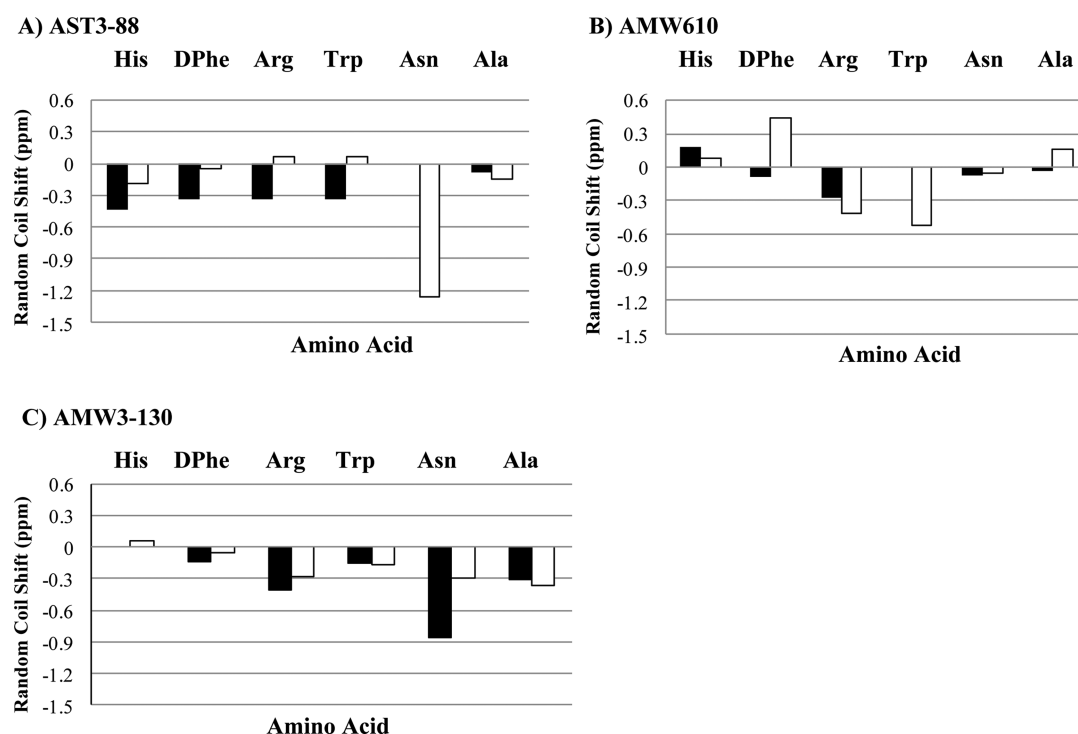 A) AST3-88
His DPhe Arg Trp Asn Ala
Random Coil Shift (ppm)
0.6
0.3
0
-0.3
-0.6
-0.9
-1.2
-1.5
Amino Acid
B) AMW610
His DPhe Arg Trp Asn Ala
Random Coil Shift (ppm)
0.6
0.3
0
-0.3
-0.6
-0.9
-1.2
-1.5
Amino Acid
C) AMW3-130
His DPhe Arg Trp Asn Ala
Random Coil Shift (ppm)
0.6
0.3
0
-0.3
-0.6
-0.9
-1.2
-1.5
Amino Acid